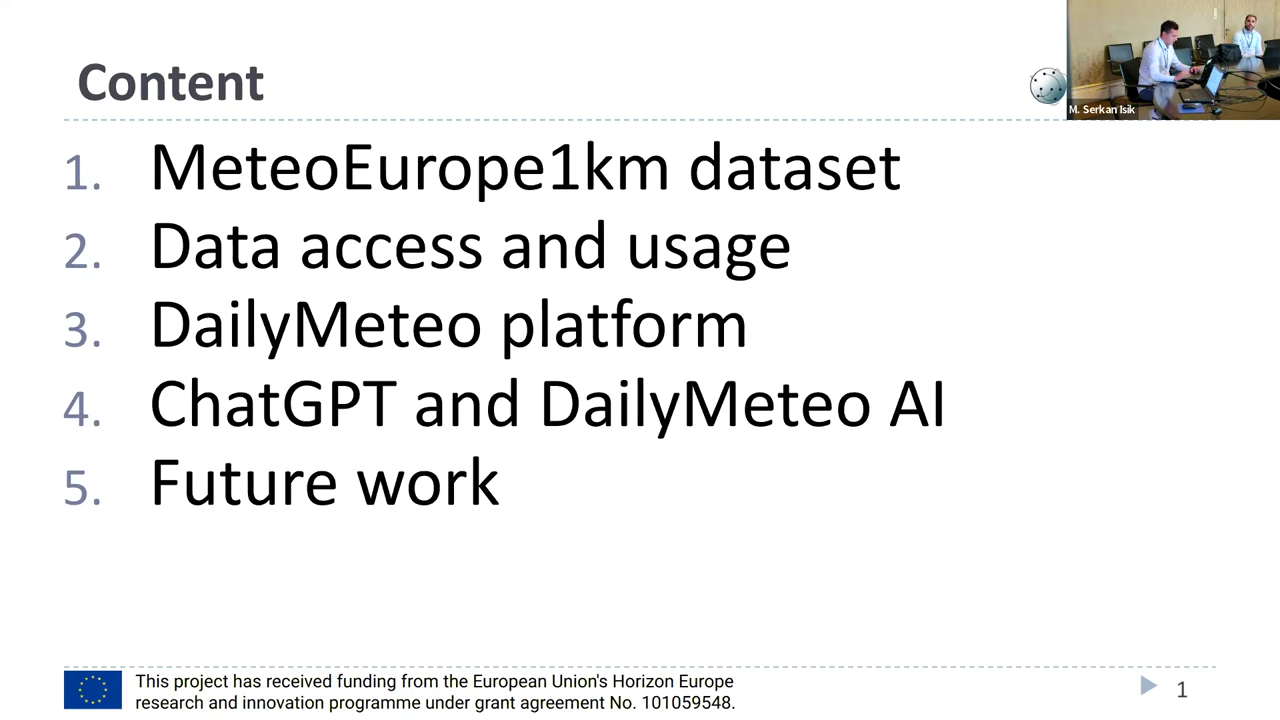 Content
M. Serkan Isik
1. MeteoEurope1km dataset
2. Data access and usage
3. DailyMeteo platform
4. ChatGPT and DailyMeteo AI
5. Future work
This project has received funding from the European Union's Horizon Europe
research and innovation programme under grant agreement No. 101059548.
1